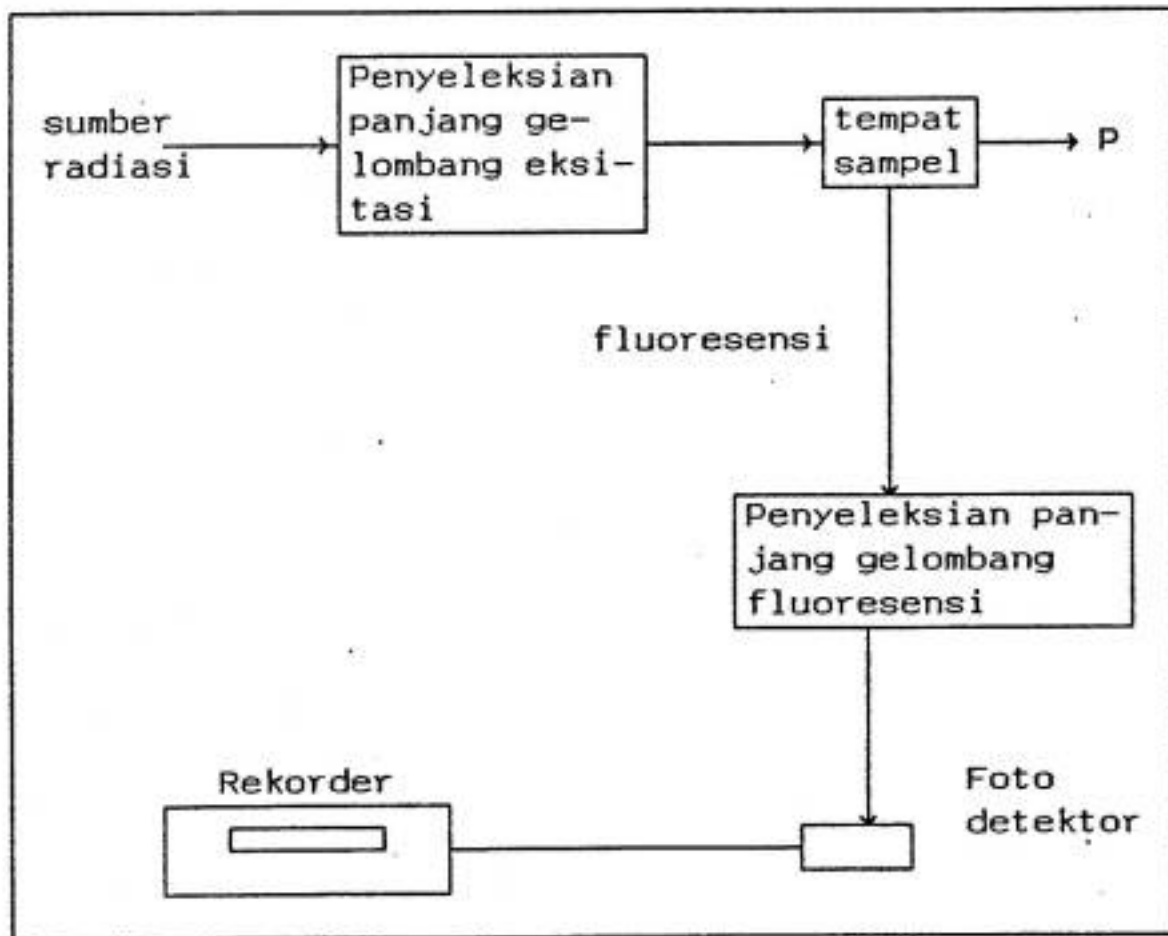 Penyeleksian
panjang ge-
lombang eksi-
tasi
sumber
radiasi
tempat
sampel
P
fluoresensi
Penyeleksian pan-
jang gelombang
fluoresensi
Rekorder
Foto
detektor